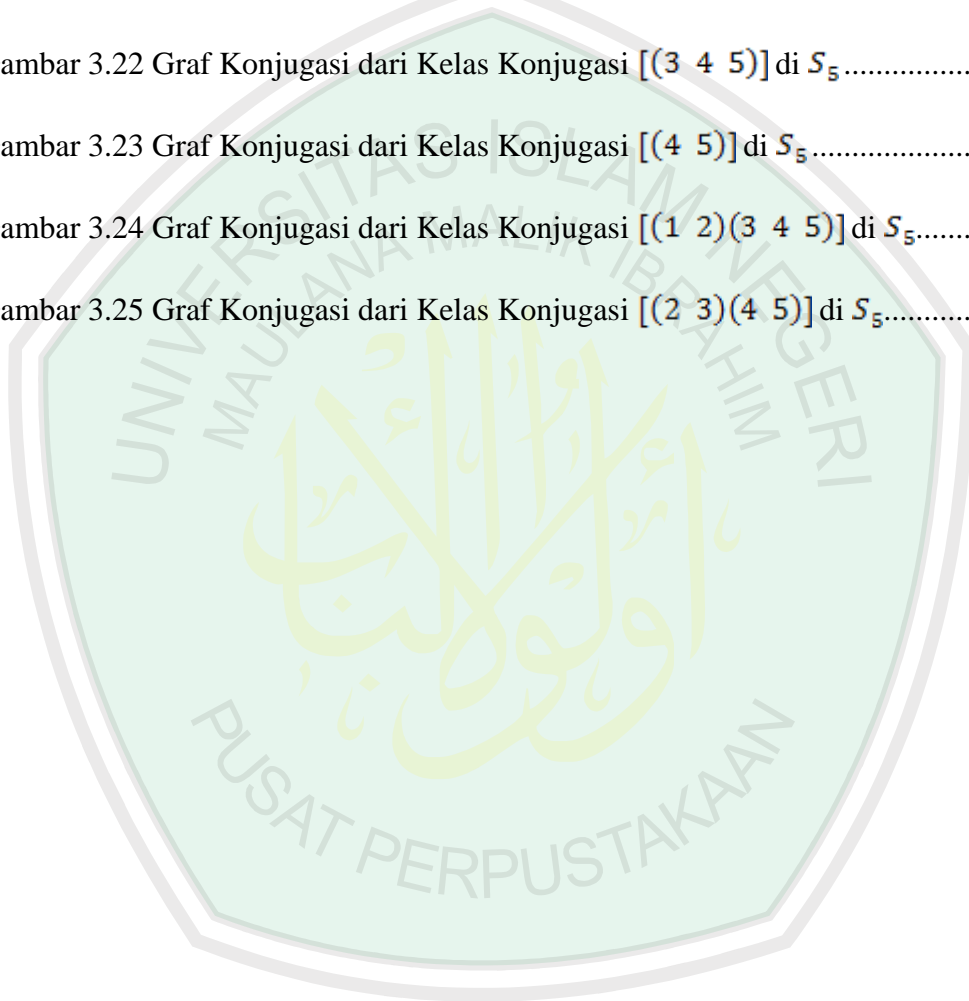 ambar 3.22 Graf Konjugasi dari Kelas Konjugasi [(3 4 5)] di S₅................
ambar 3.23 Graf Konjugasi dari Kelas Konjugasi [(4 5)] di S₅...................
ambar 3.24 Graf Konjugasi dari Kelas Konjugasi [(1 2)(3 4 5)] di S₅.......
ambar 3.25 Graf Konjugasi dari Kelas Konjugasi [(2 3)(4 5)] di S₅...........
UNIVERSITAS ISLAM NEGERI
MAULANA MALIK IBRAHIM
أولوا الألباب
PUSAT PERPUSTAKAAN